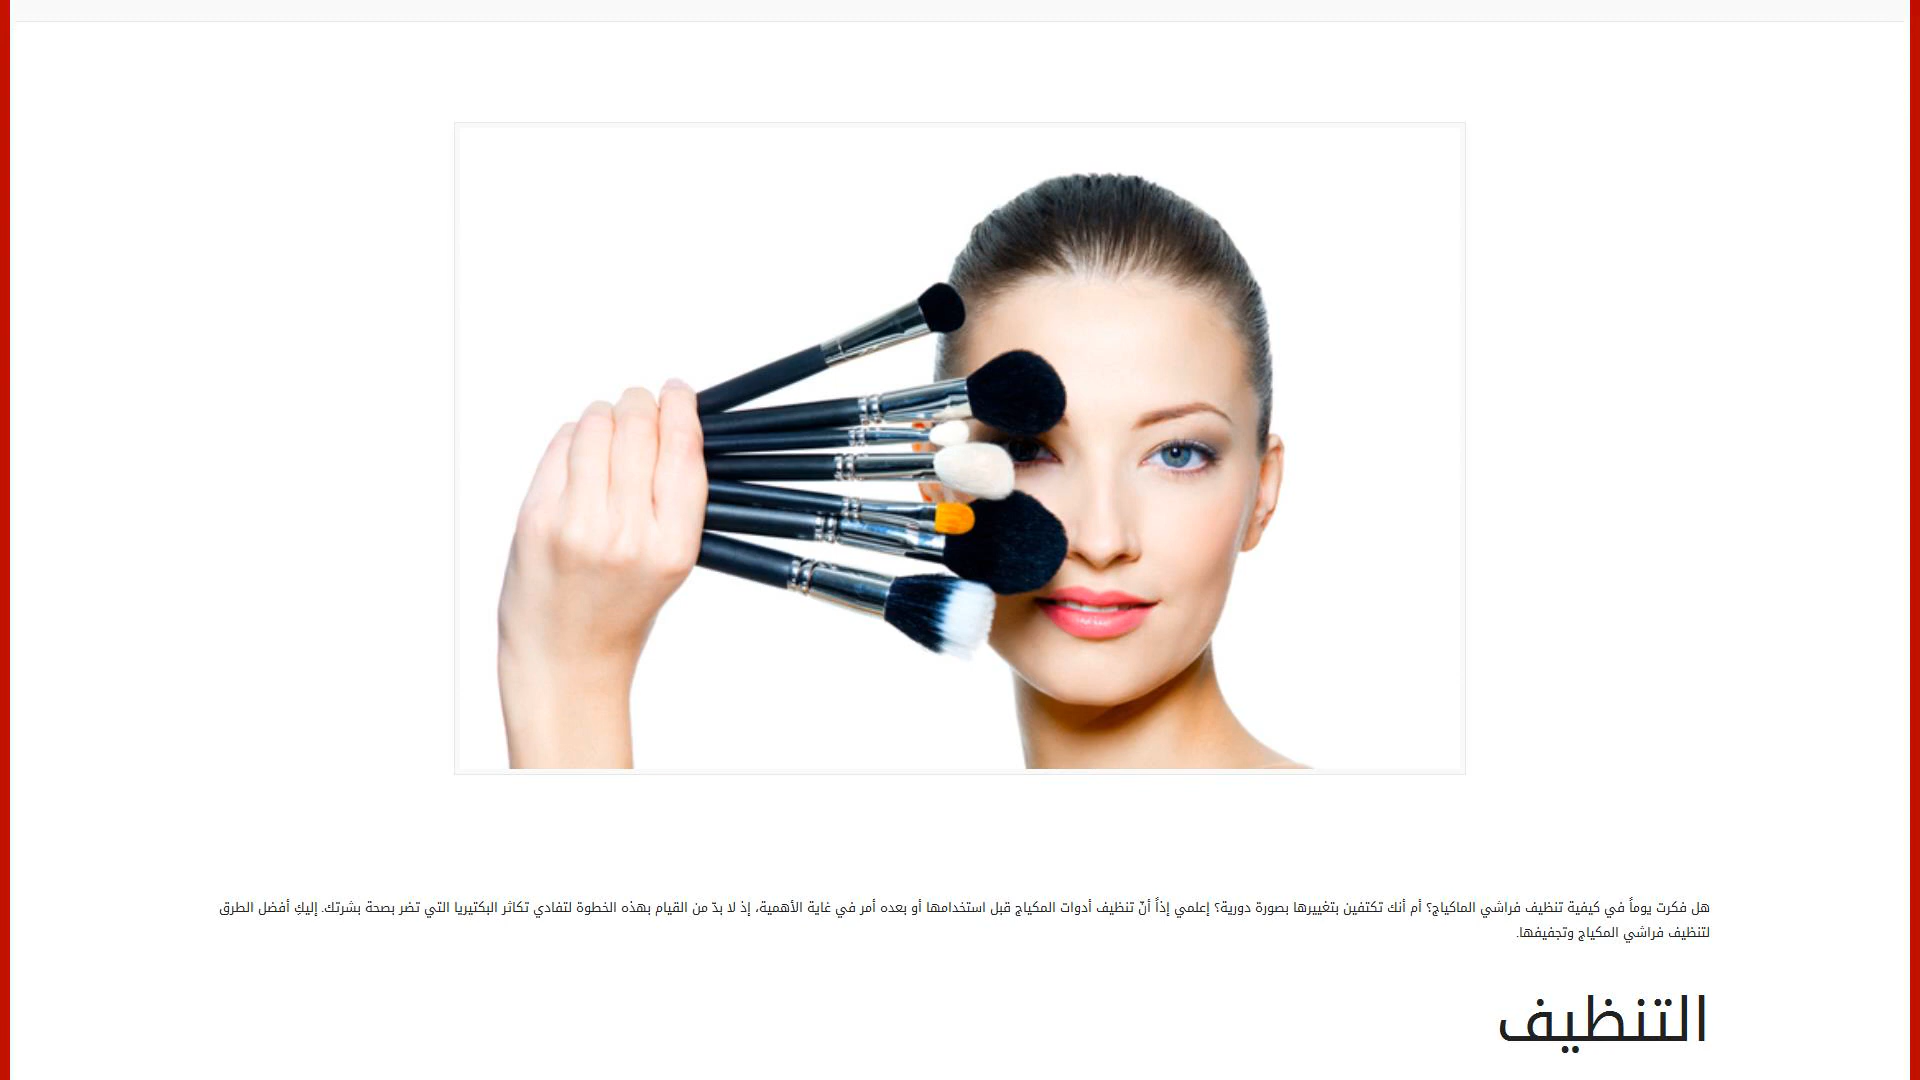 هل فكرت يوماً في كيفية تنظيف فراشي الماكياج؟ أم أنك تكتفين بتغييرها بصورة دورية؟ إعلمي إذاً أنّ تنظيف أدوات المكياج قبل استخدامها أو بعده أمر في غاية الأهمية، إذ لا بدّ من القيام بهذه الخطوة لتفادي تكاثر البكتيريا التي تضر بصحة بشرتك. إليكِ أفضل الطرق
لتنظيف فراشي المكياج وتجفيفها.
التنظيف